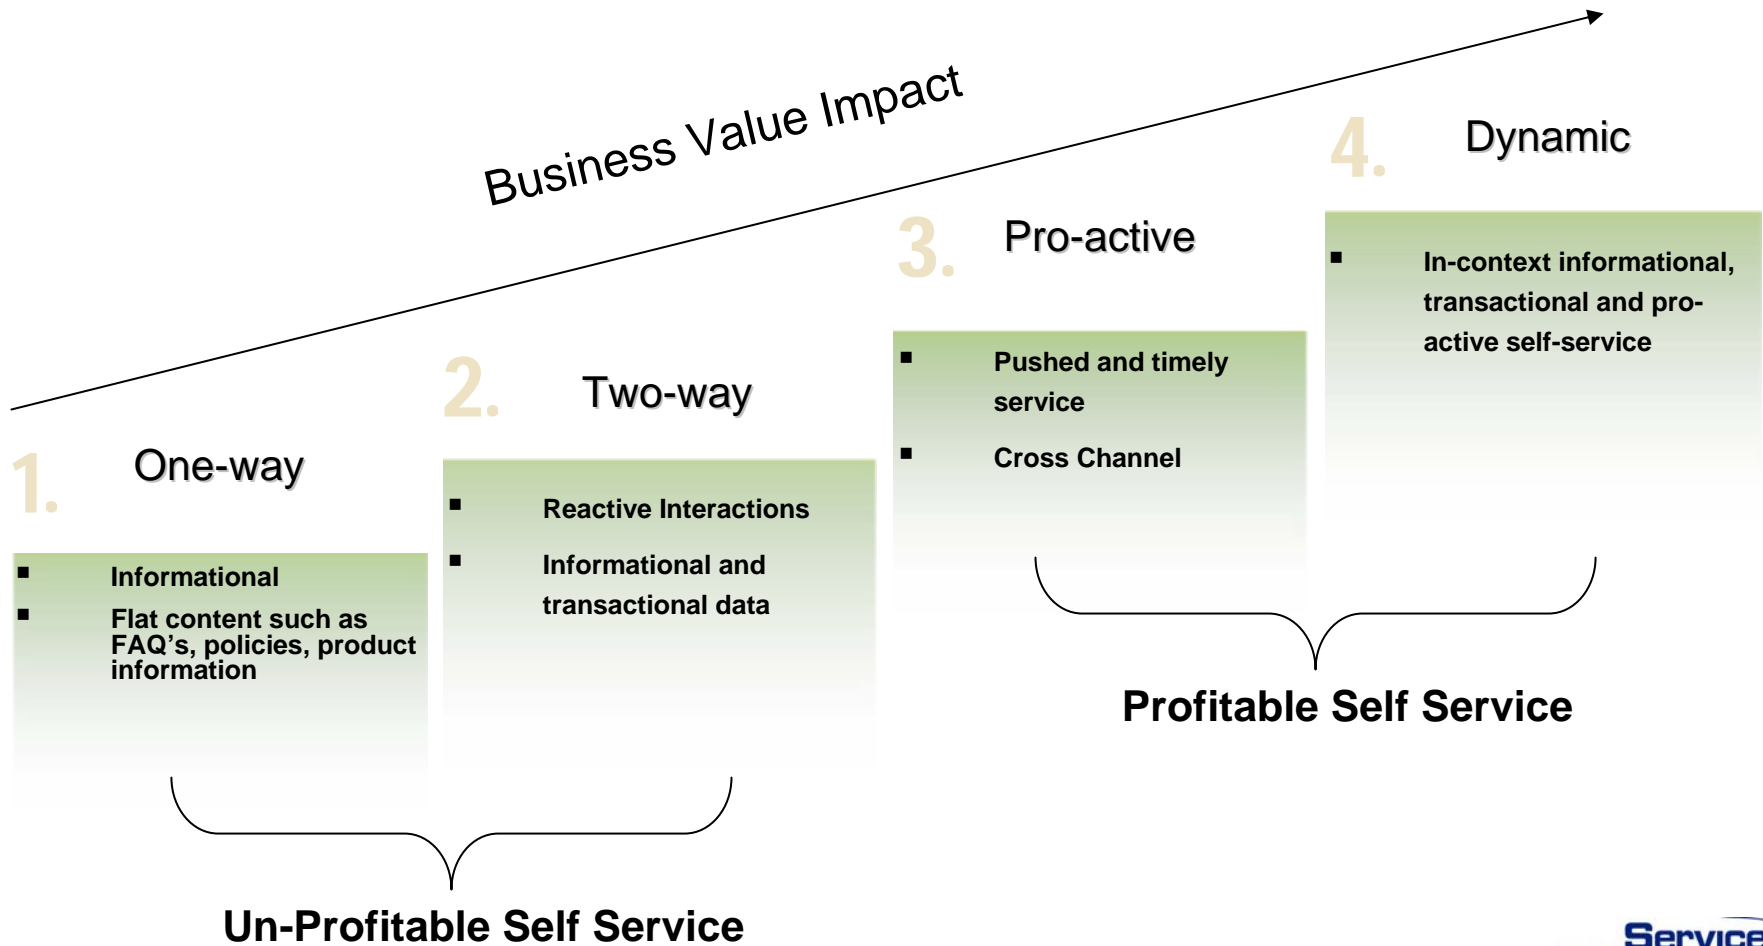 Business Value Impact
1.
One-way
▪ Informational
▪ Flat content such as
FAQ’s, policies, product
information
2.
Two-way
▪ Reactive Interactions
▪ Informational and
transactional data
3.
Pro-active
▪ Pushed and timely
service
▪ Cross Channel
4.
Dynamic
▪ In-context informational,
transactional and pro-
active self-service
Un-Profitable Self Service
Profitable Self Service
Service